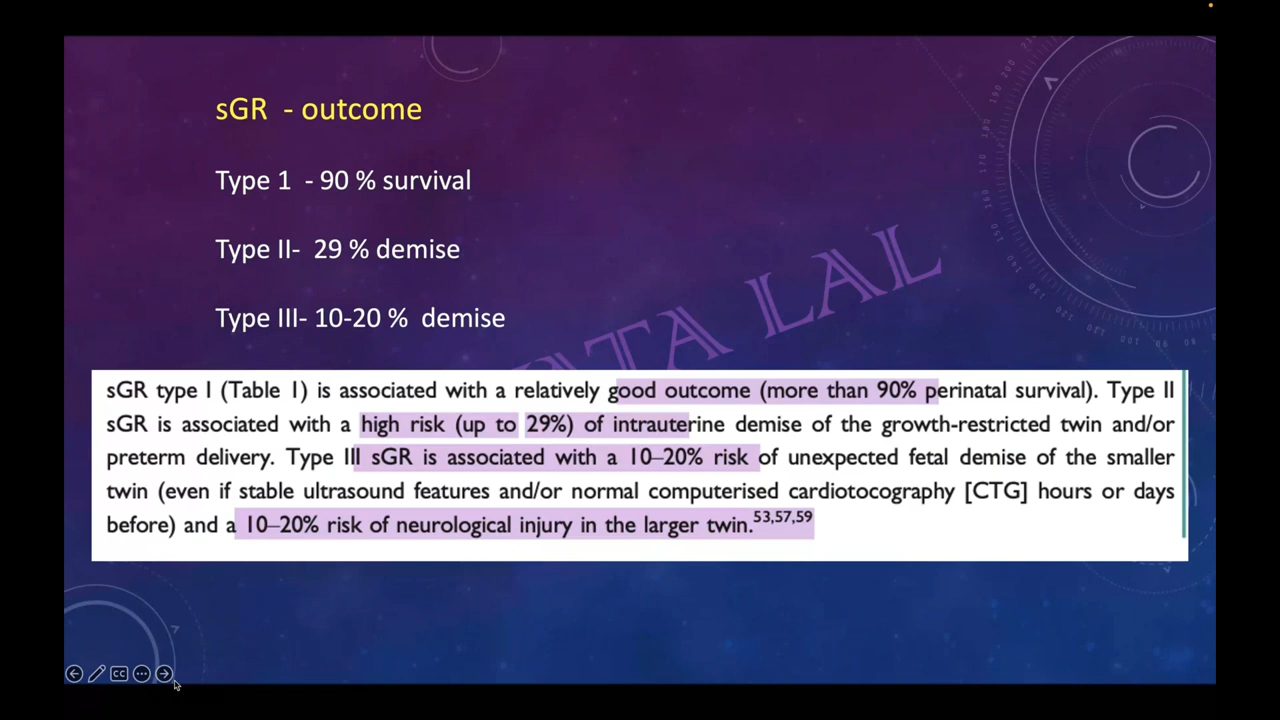 sGR - outcome
Type 1 - 90 % survival
Type II- 29 % demise
Type III- 10-20 % demise
LAL
sGR type I (Table 1) is associated with a relatively good outcome (more than 90% perinatal survival). Type II
sGR is associated with a high risk (up to 29%) of intrauterine demise of the growth-restricted twin and/or
preterm delivery. Type III sGR is associated with a 10–20% risk of unexpected fetal demise of the smaller
twin (even if stable ultrasound features and/or normal computerised cardiotocography [CTG] hours or days
before) and a 10–20% risk of neurological injury in the larger twin.53,57,59
CC